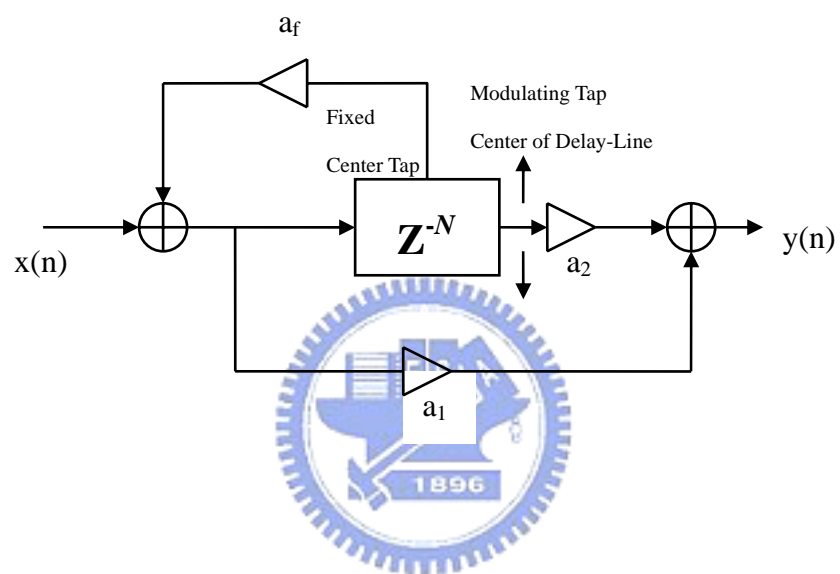 a_f
Modulating Tap
Fixed
Center of Delay-Line
Center Tap
Z^-N
x(n)
a_2
y(n)
a_1
1896